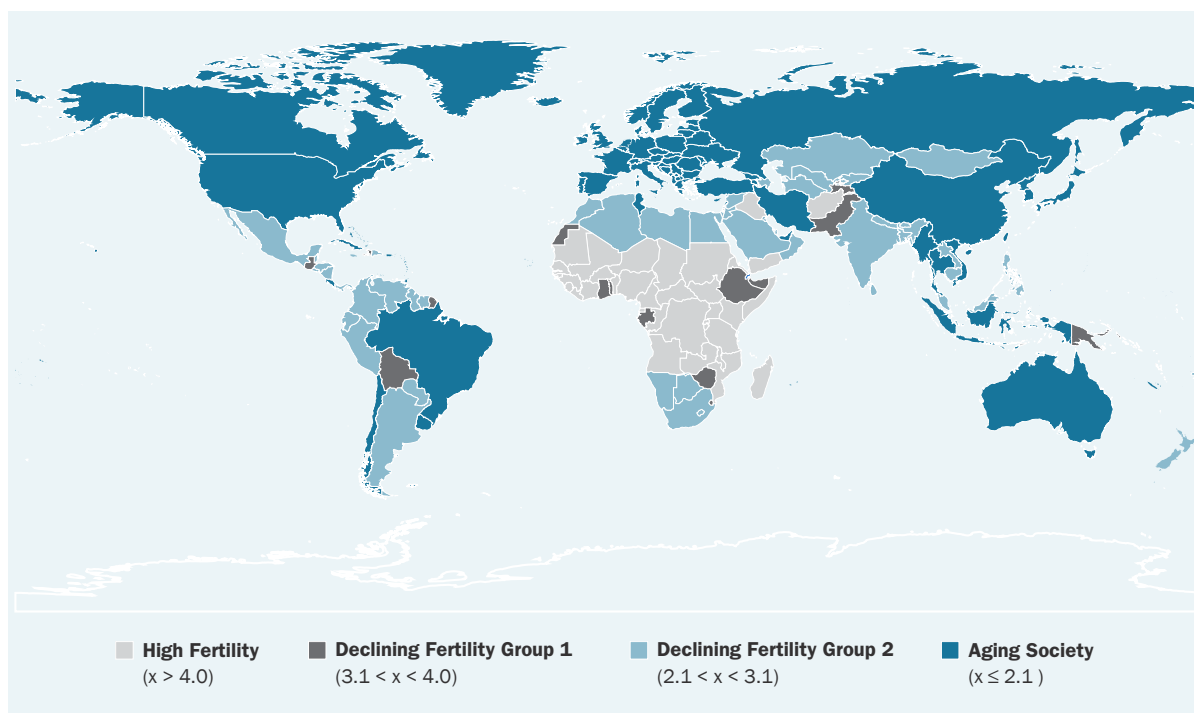 High Fertility
(x > 4.0)
Declining Fertility Group 1
(3.1 < x < 4.0)
Declining Fertility Group 2
(2.1 < x < 3.1)
Aging Society
(x ≤ 2.1 )